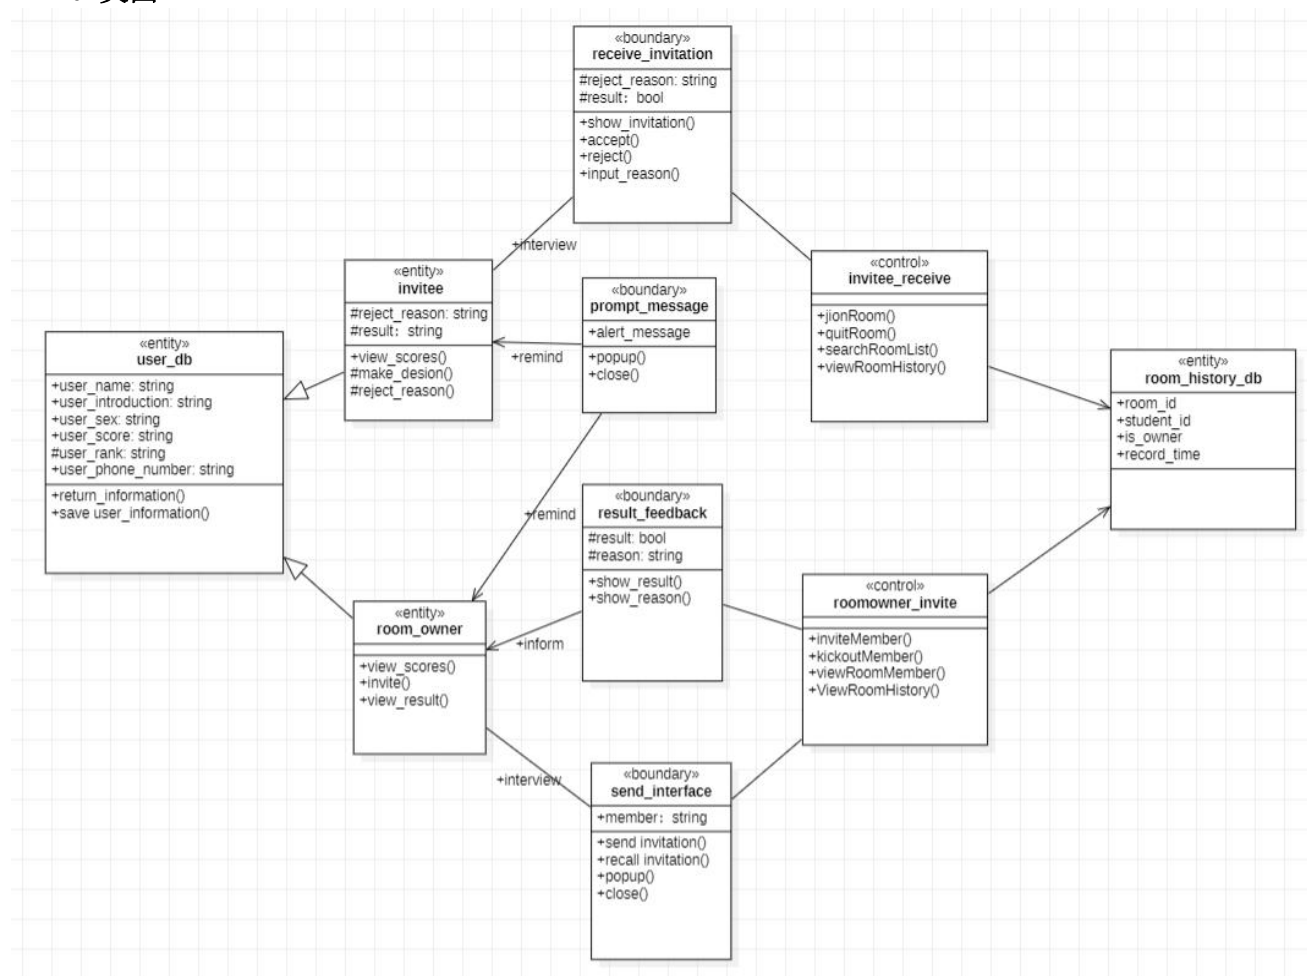 «boundary»
receive_invitation
#reject_reason: string
#result：bool
+show_invitation()
+accept()
+reject()
+input_reason()
+interview
«entity»
invitee
#reject_reason: string
#result：string
+view_scores()
#make_desion()
#reject_reason()
«boundary»
prompt_message
+alert_message
+popup()
+close()
+remind
«control»
invitee_receive
+jionRoom()
+quitRoom()
+searchRoomList()
+viewRoomHistory()
«entity»
user_db
+user_name: string
+user_introduction: string
+user_sex: string
+user_score: string
#user_rank: string
+user_phone_number: string
+return_information()
+save user_information()
«entity»
room_history_db
+room_id
+student_id
+is_owner
+record_time
+remind
«boundary»
result_feedback
#result: bool
#reason: string
+show_result()
+show_reason()
+inform
«entity»
room_owner
+view_scores()
+invite()
+view_result()
«control»
roomowner_invite
+inviteMember()
+kickoutMember()
+viewRoomMember()
+ViewRoomHistory()
+interview
«boundary»
send_interface
+member：string
+send invitation()
+recall invitation()
+popup()
+close()